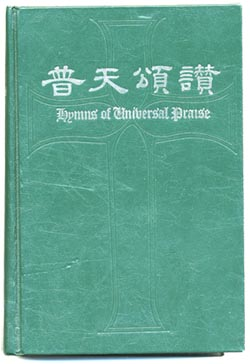 普天頌讚
Hymns of Universal Praise